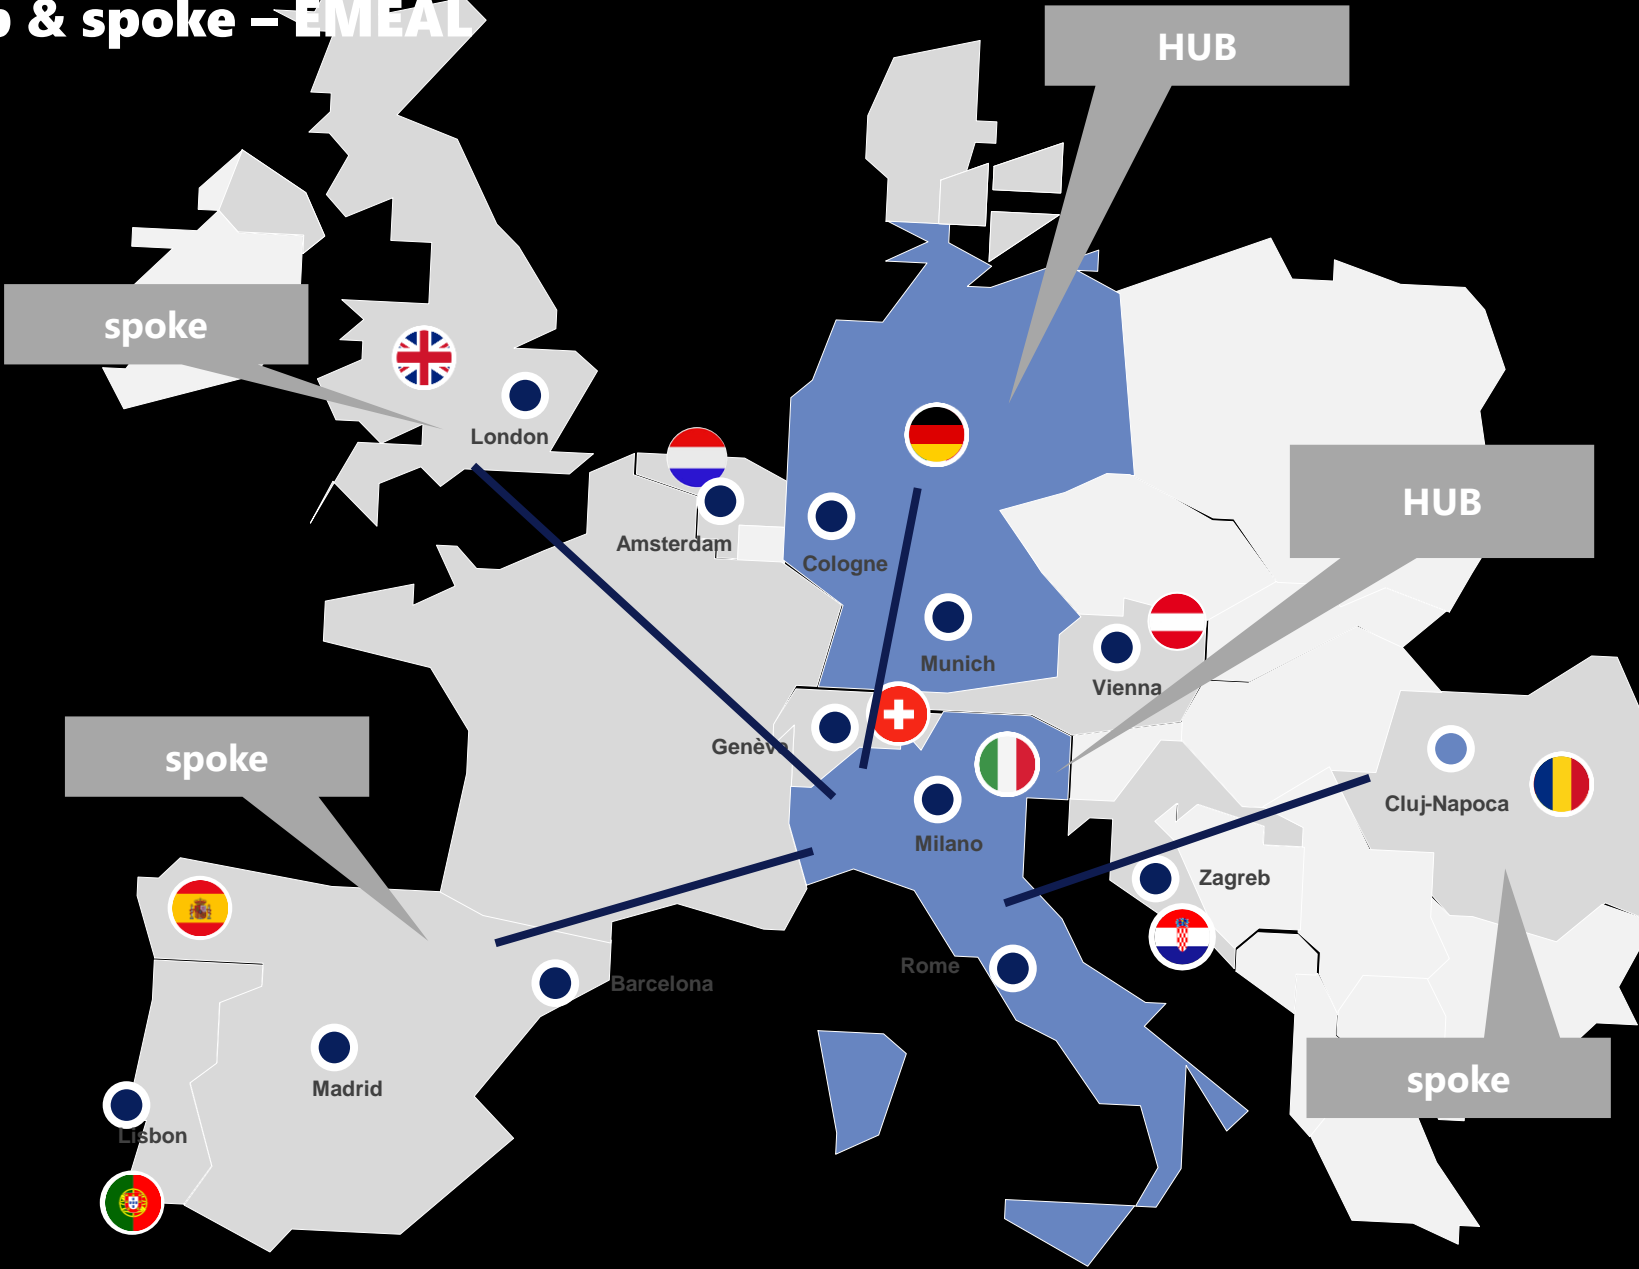 & spoke – EMEAL
HUB
spoke
London
Amsterdam
Cologne
HUB
Munich
Vienna
spoke
Genève
Cluj-Napoca
Milano
Zagreb
Rome
Barcelona
Madrid
spoke
Lisbon